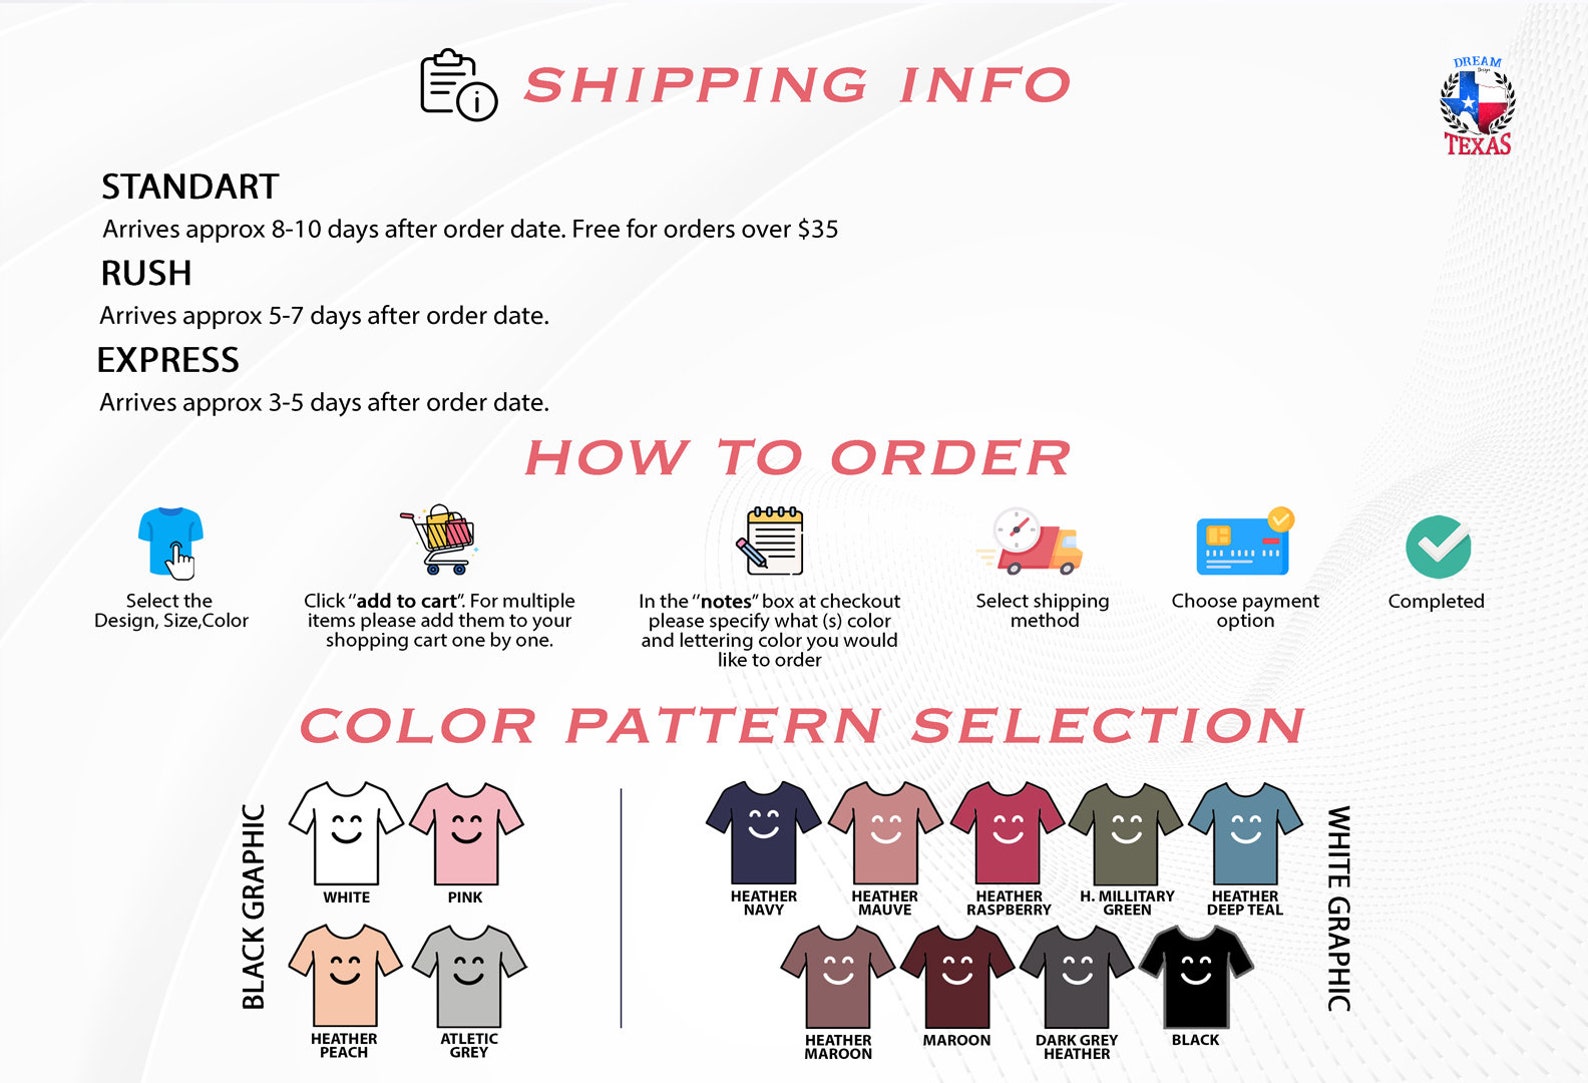 SHIPPING INFO
DREAM
Design
TEXAS
STANDART
Arrives approx 8-10 days after order date. Free for orders over $35
RUSH
Arrives approx 5-7 days after order date.
EXPRESS
Arrives approx 3-5 days after order date.
HOW TO ORDER
Select the
Design, Size,Color
Click "add to cart". For multiple
items please add them to your
shopping cart one by one.
In the "notes" box at checkout
please specify what (s) color
and lettering color you would
like to order
Select shipping
method
Choose payment
option
Completed
COLOR PATTERN SELECTION
BLACK GRAPHIC
WHITE
PINK
HEATHER
PEACH
ATLETIC
GREY
HEATHER
NAVY
HEATHER
MAUVE
HEATHER
RASPBERRY
H. MILLITARY
GREEN
HEATHER
DEEP TEAL
HEATHER
MAROON
MAROON
DARK GREY
HEATHER
BLACK
WHITE GRAPHIC